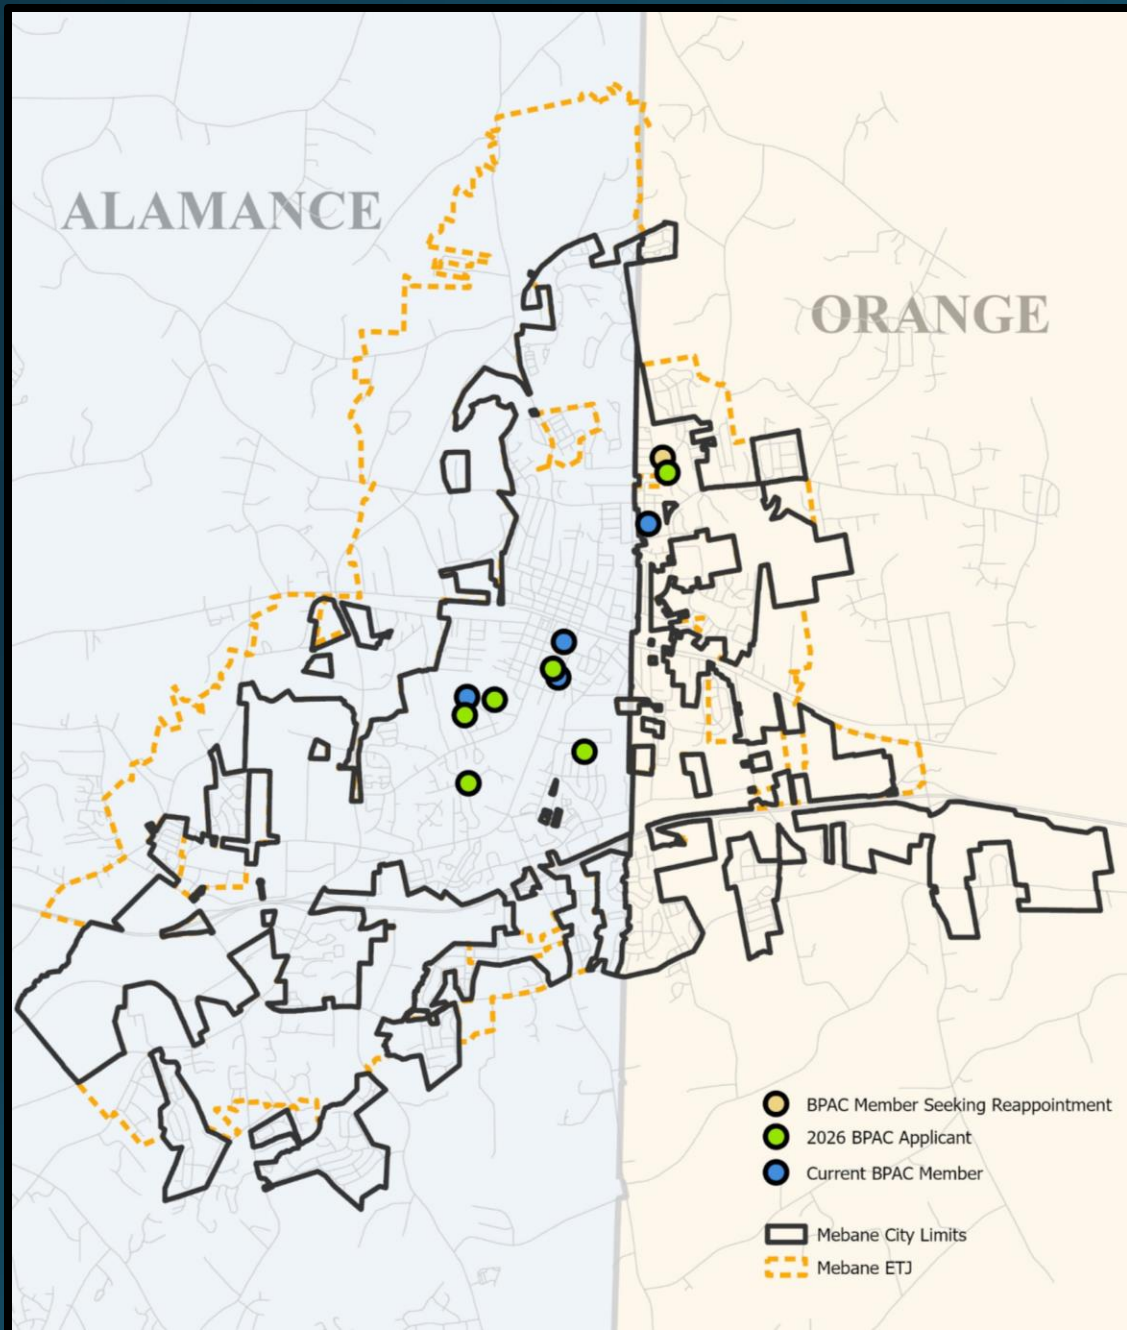 ALAMANCE
ORANGE
BPAC Member Seeking Reappointment
2026 BPAC Applicant
Current BPAC Member
Mebane City Limits
Mebane ETJ